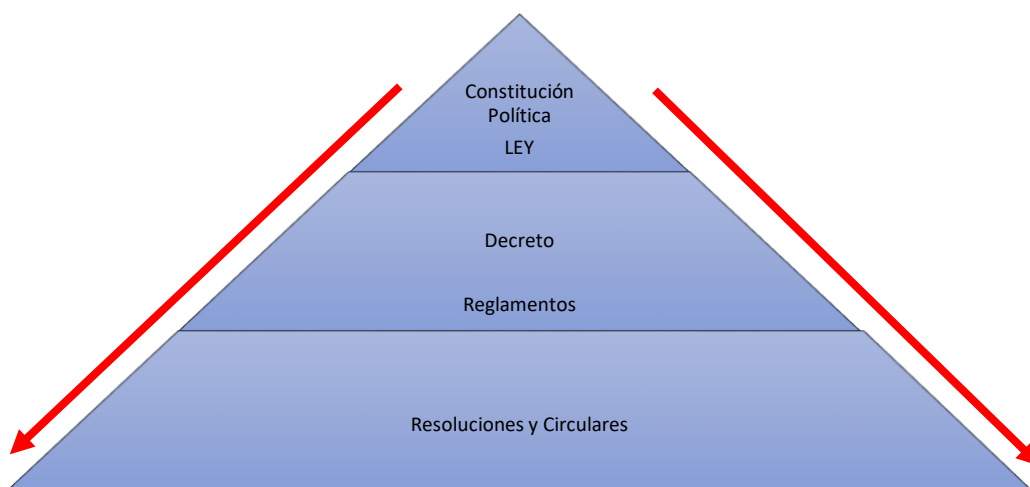 Constitución
Política
LEY
Decreto
Reglamentos
Resoluciones y Circulares